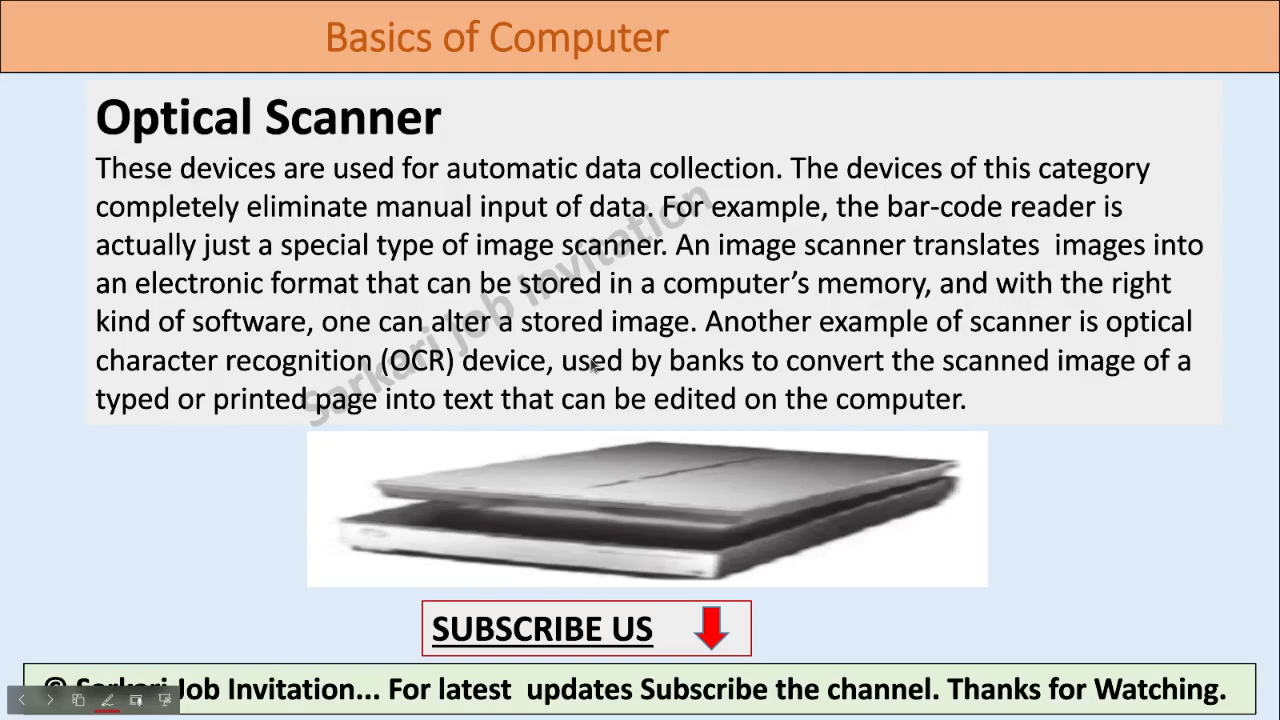 Basics of Computer
Optical Scanner
These devices are used for automatic data collection. The devices of this category
completely eliminate manual input of data. For example, the bar-code reader is
actually just a special type of image scanner. An image scanner translates  images into
an electronic format that can be stored in a computer’s memory, and with the right
kind of software, one can alter a stored image. Another example of scanner is optical
character recognition (OCR) device, used by banks to convert the scanned image of a
typed or printed page into text that can be edited on the computer.
Sarkari Job Invitation
SUBSCRIBE US
@ Sarkari Job Invitation... For latest  updates Subscribe the channel. Thanks for Watching.